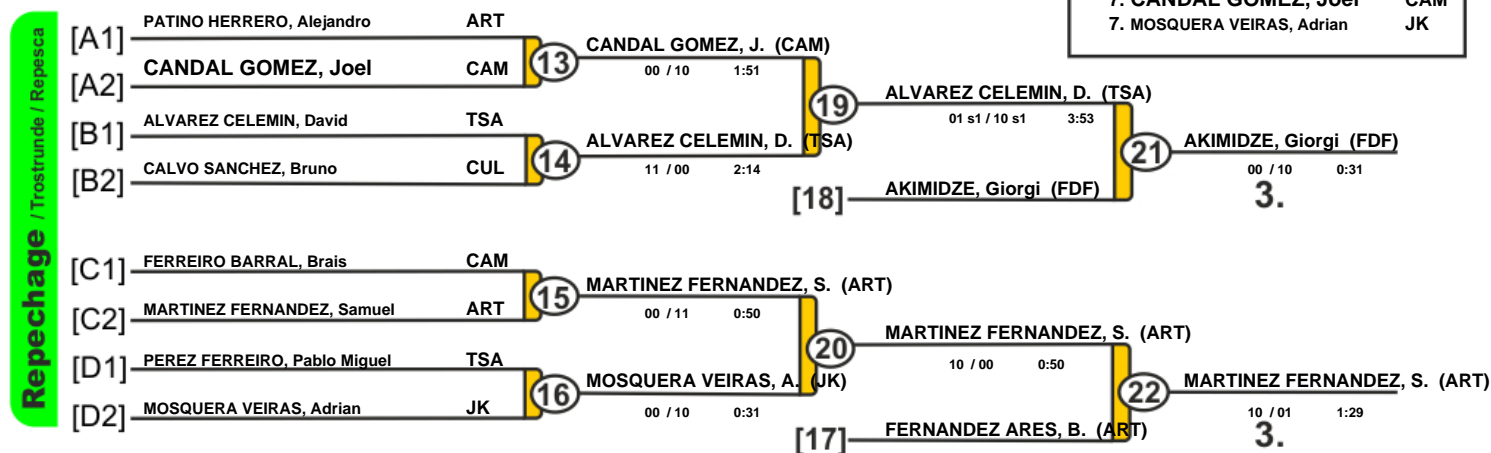 7. CANDAL GOMEZ, Joel CAM
7. MOSQUERA VEIRAS, Adrian JK
Repechage / Trostrunde / Repesca
[A1] PATINO HERRERO, Alejandro ART
[A2] CANDAL GOMEZ, Joel CAM
13 CANDAL GOMEZ, J. (CAM)
00 / 10 1:51
[B1] ALVAREZ CELEMIN, David TSA
[B2] CALVO SANCHEZ, Bruno CUL
14 ALVAREZ CELEMIN, D. (TSA)
11 / 00 2:14
19 ALVAREZ CELEMIN, D. (TSA)
01 s1 / 10 s1 3:53
[18] AKIMIDZE, Giorgi (FDF)
21 AKIMIDZE, Giorgi (FDF)
00 / 10 0:31
3.
[C1] FERREIRO BARRAL, Brais CAM
[C2] MARTINEZ FERNANDEZ, Samuel ART
15 MARTINEZ FERNANDEZ, S. (ART)
00 / 11 0:50
[D1] PEREZ FERREIRO, Pablo Miguel TSA
[D2] MOSQUERA VEIRAS, Adrian JK
16 MOSQUERA VEIRAS, A. (JK)
00 / 10 0:31
20 MARTINEZ FERNANDEZ, S. (ART)
10 / 00 0:50
[17] FERNANDEZ ARES, B. (ART)
22 MARTINEZ FERNANDEZ, S. (ART)
10 / 01 1:29
3.